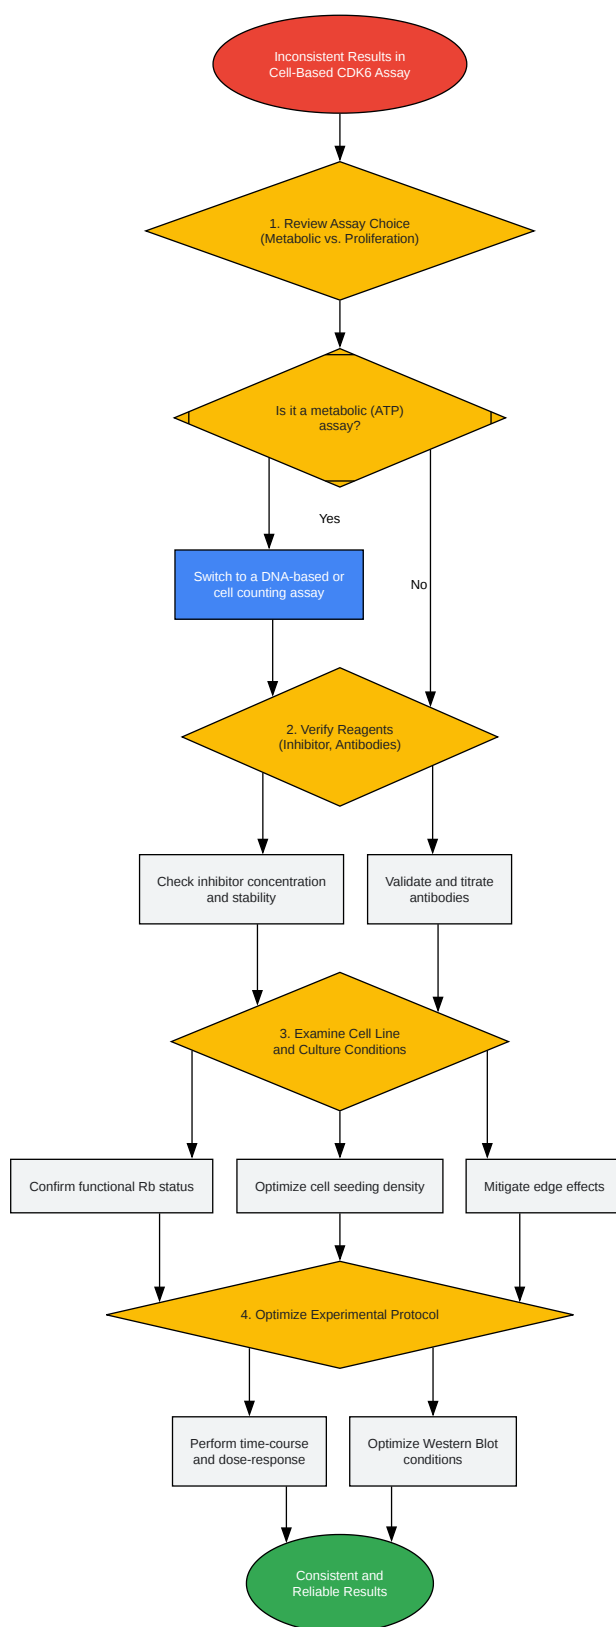 Inconsistent Results in
Cell-Based CDK6 Assay
1. Review Assay Choice
(Metabolic vs. Proliferation)
Is it a metabolic (ATP)
assay?
Yes
Switch to a DNA-based or
cell counting assay
No
2. Verify Reagents
(Inhibitor, Antibodies)
Check inhibitor concentration
and stability
Validate and titrate
antibodies
3. Examine Cell Line
and Culture Conditions
Confirm functional Rb status
Optimize cell seeding density
Mitigate edge effects
4. Optimize Experimental Protocol
Perform time-course
and dose-response
Optimize Western Blot
conditions
Consistent and
Reliable Results